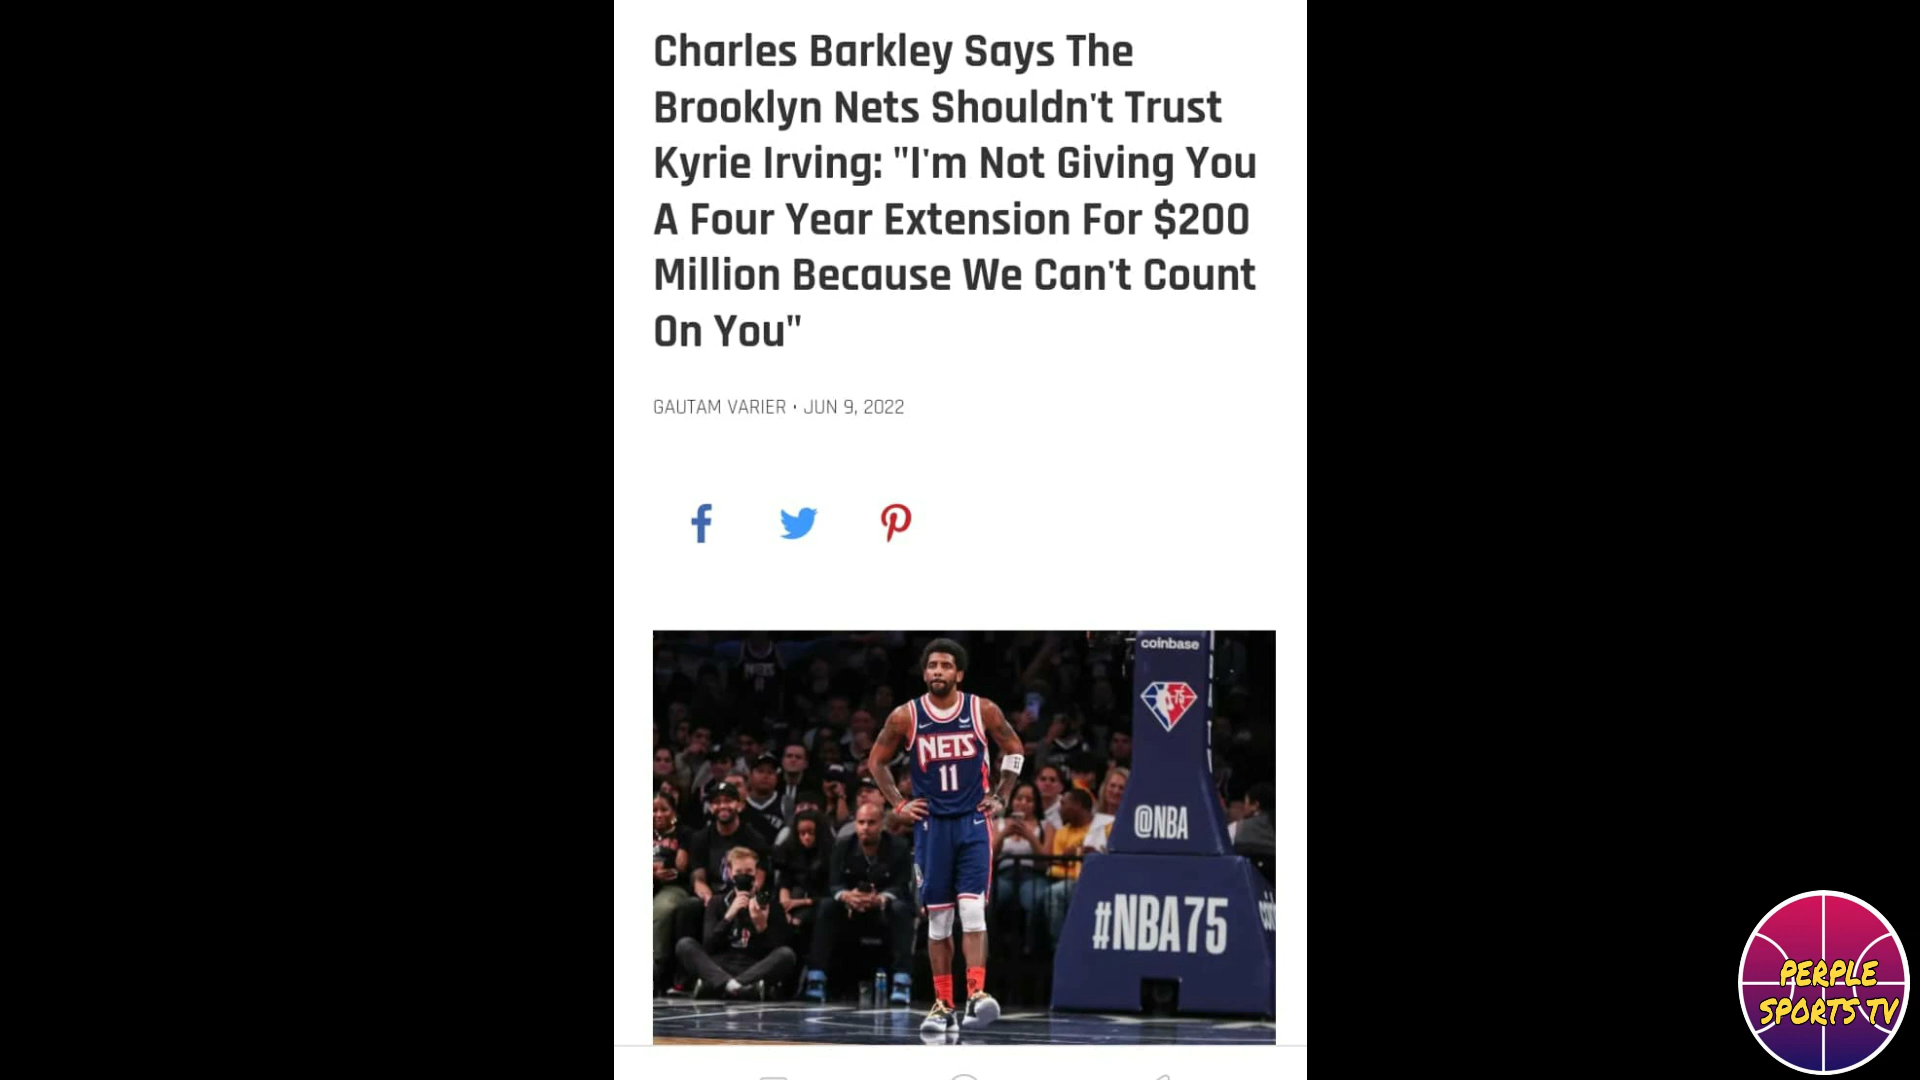 Charles Barkley Says The
Brooklyn Nets Shouldn't Trust
Kyrie Irving: "I'm Not Giving You
A Four Year Extension For $200
Million Because We Can't Count
On You"
GAUTAM VARIER • JUN 9, 2022
coinbase
75
NETS
11
@NBA
#NBA75
PERPLE
SPORTS TV